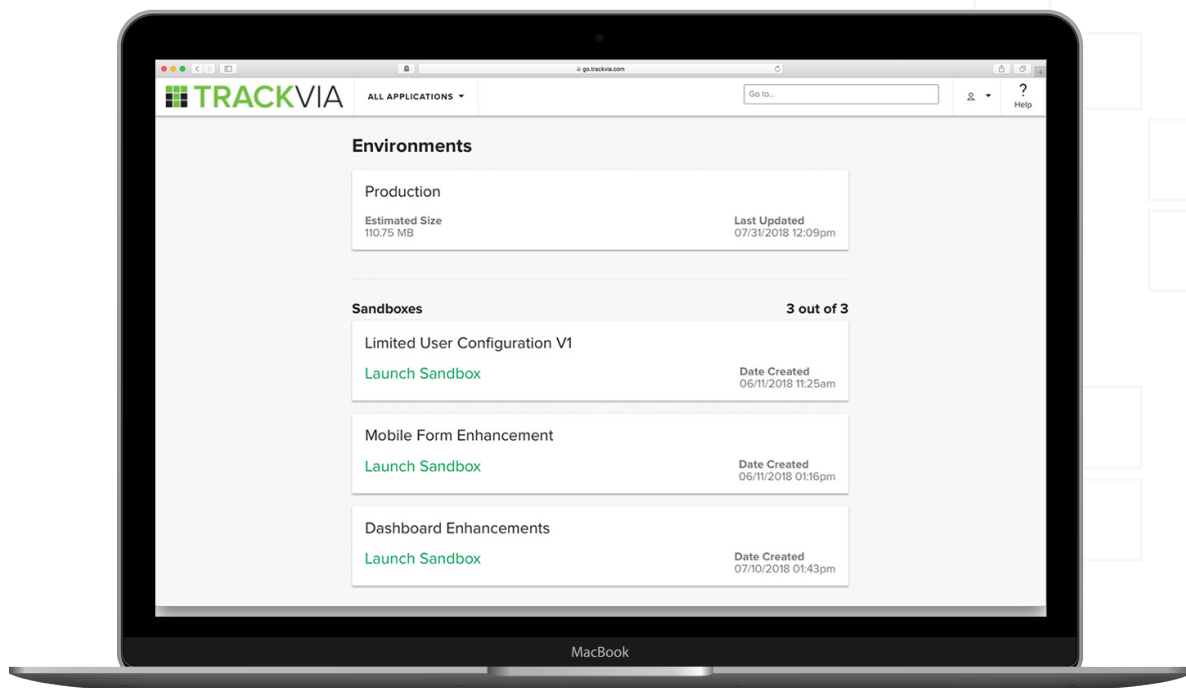 go.trackvia.com
TRACKVIA
ALL APPLICATIONS
Go to...
?
Help
Environments
Production
Estimated Size
110.75 MB
Last Updated
07/31/2018 12:09pm
Sandboxes
3 out of 3
Limited User Configuration V1
Launch Sandbox
Date Created
06/11/2018 11:25am
Mobile Form Enhancement
Launch Sandbox
Date Created
06/11/2018 01:16pm
Dashboard Enhancements
Launch Sandbox
Date Created
07/10/2018 01:43pm
MacBook